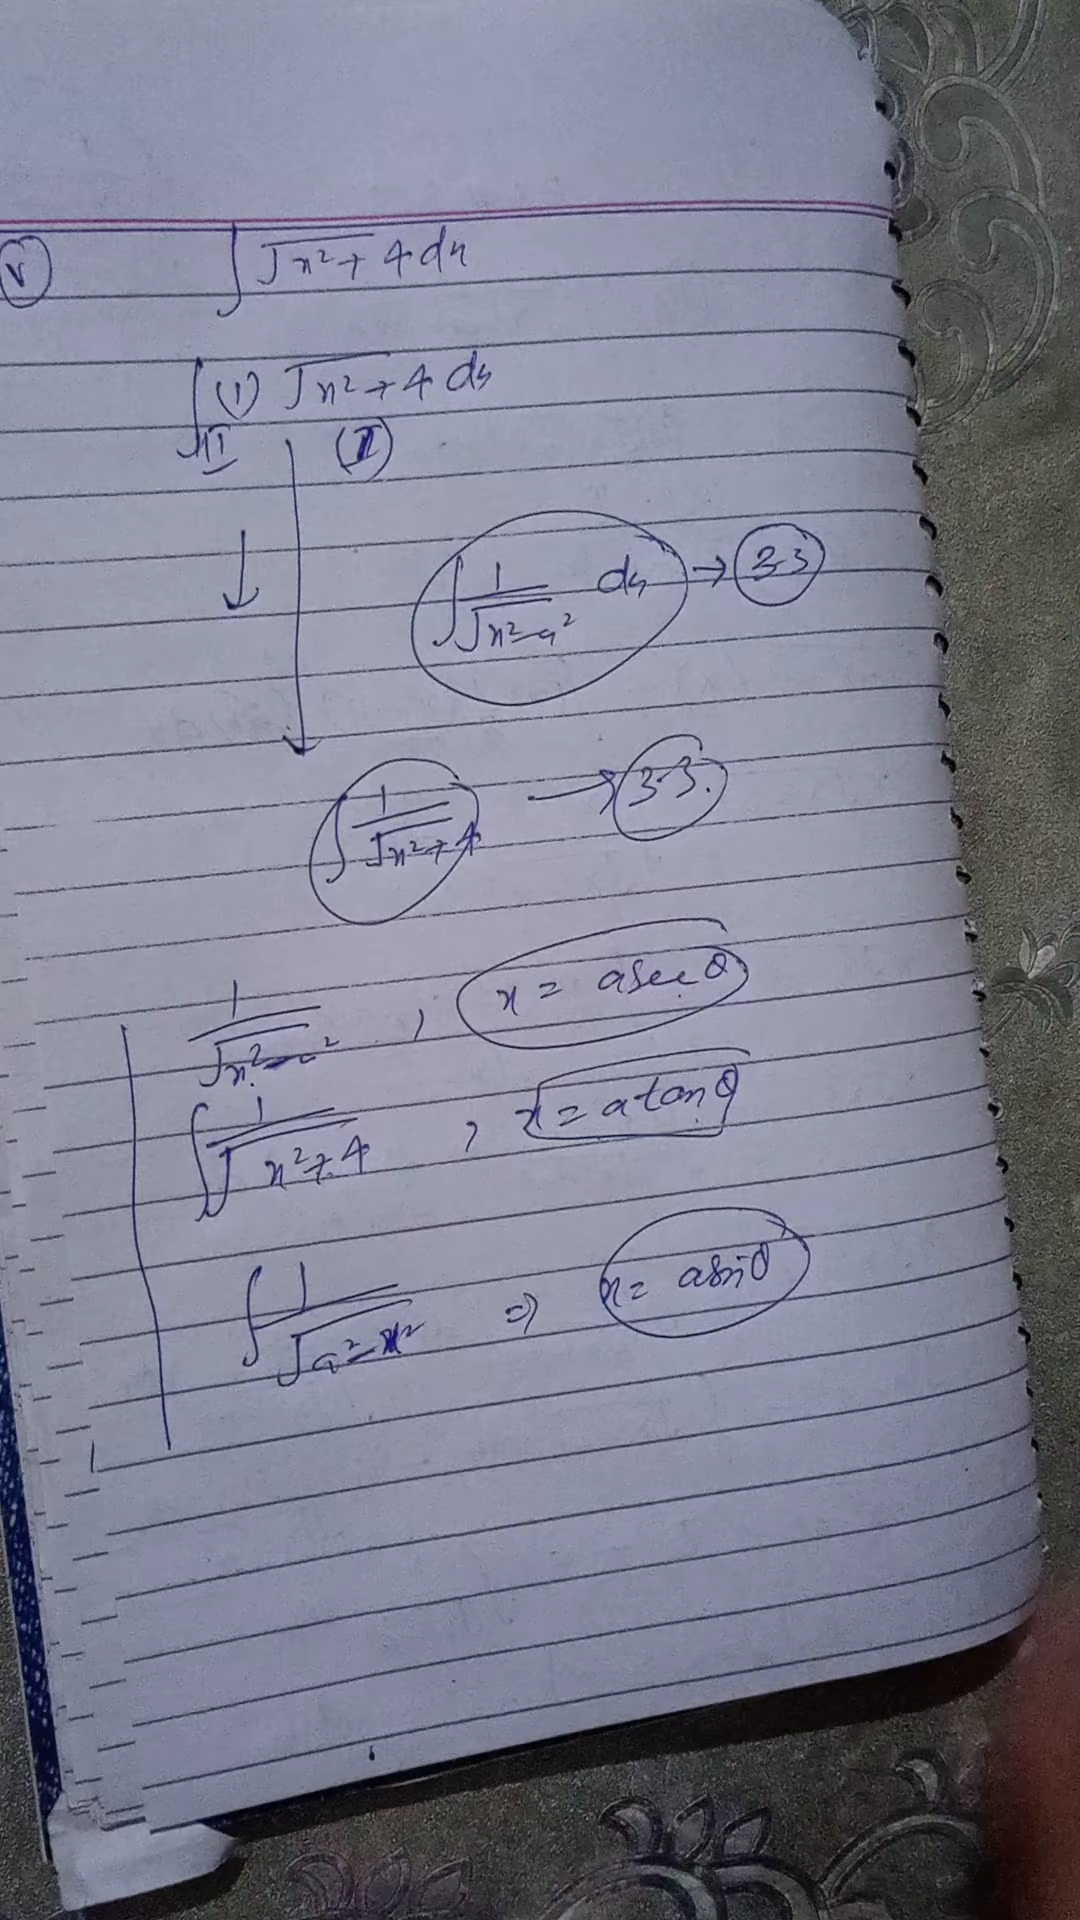 (v) ∫√x²+4 dx
∫(1) √x²+4 dx
II (I)
∫ 1/√x²-a² dx → (3.3)
∫ 1/√x²+4 → (3.3)
1/√x²-a² , x = a sec θ
∫ 1/√x²+4 , x = a tan θ
∫ 1/√a²-x² ⇒ x = a sin θ